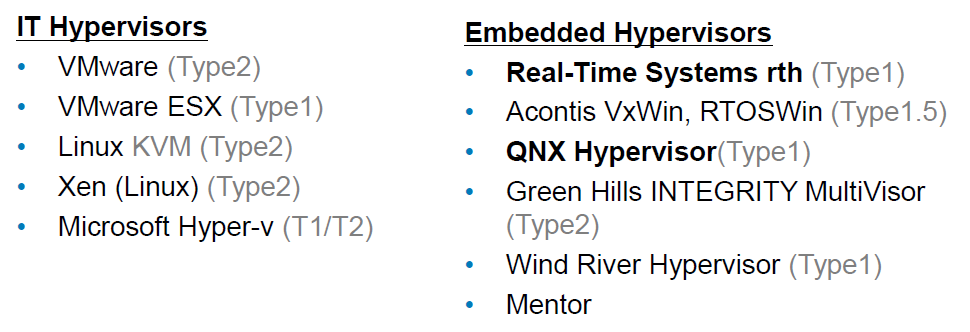 IT Hypervisors
• VMware (Type2)
• VMware ESX (Type1)
• Linux KVM (Type2)
• Xen (Linux) (Type2)
• Microsoft Hyper-v (T1/T2)
Embedded Hypervisors
• Real-Time Systems rth (Type1)
• Acontis VxWin, RTOSWin (Type1.5)
• QNX Hypervisor(Type1)
• Green Hills INTEGRITY MultiVisor
(Type2)
• Wind River Hypervisor (Type1)
• Mentor